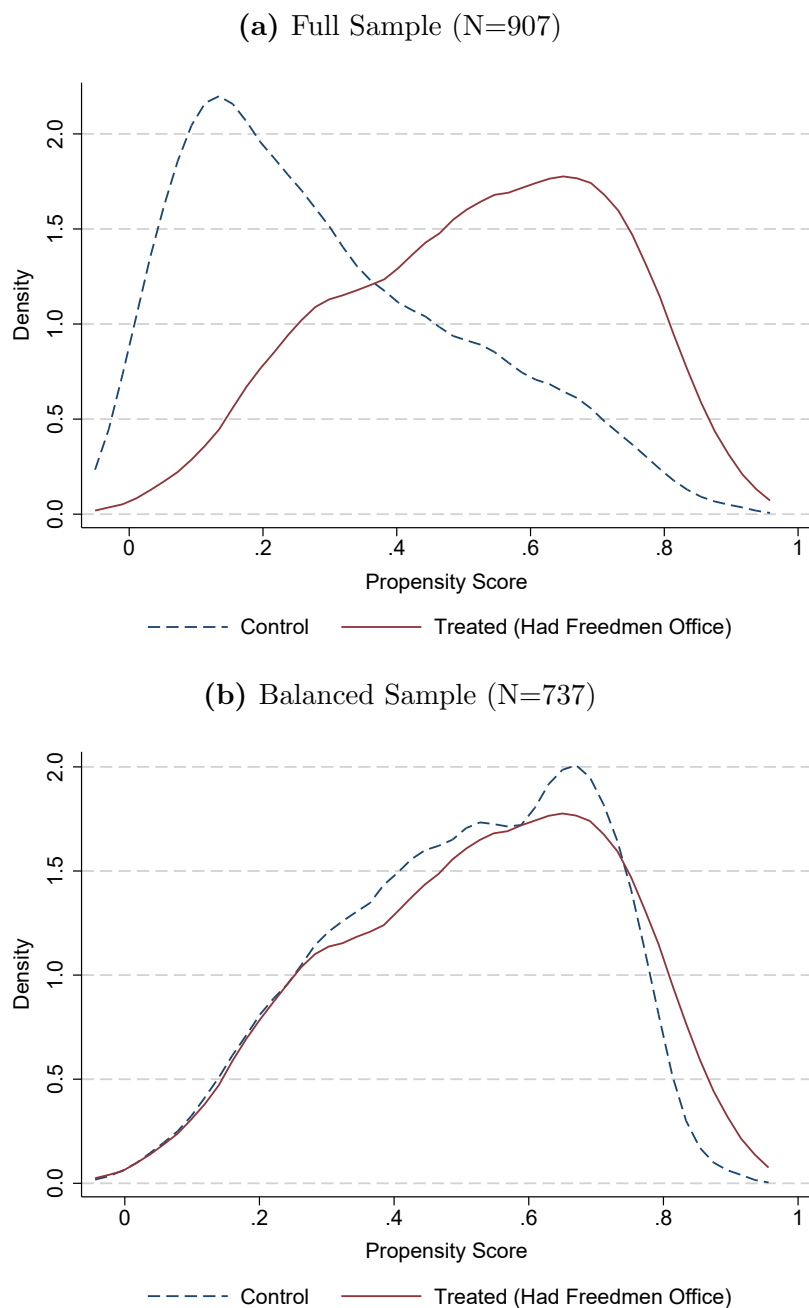 (a) Full Sample (N=907)
Density
2.0
1.5
1.0
0.5
0.0
0 .2 .4 .6 .8 1
Propensity Score
Control Treated (Had Freedmen Office)
(b) Balanced Sample (N=737)
Density
2.0
1.5
1.0
0.5
0.0
0 .2 .4 .6 .8 1
Propensity Score
Control Treated (Had Freedmen Office)